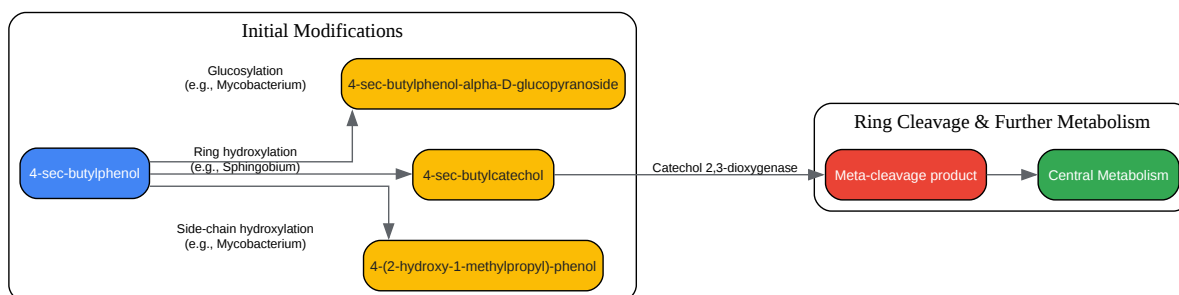 Initial Modifications
Glucosylation
(e.g., Mycobacterium)
4-sec-butylphenol-alpha-D-glucopyranoside
Ring Cleavage & Further Metabolism
4-sec-butylphenol
Ring hydroxylation
(e.g., Sphingobium)
4-sec-butylcatechol
Catechol 2,3-dioxygenase
Meta-cleavage product
Central Metabolism
Side-chain hydroxylation
(e.g., Mycobacterium)
4-(2-hydroxy-1-methylpropyl)-phenol